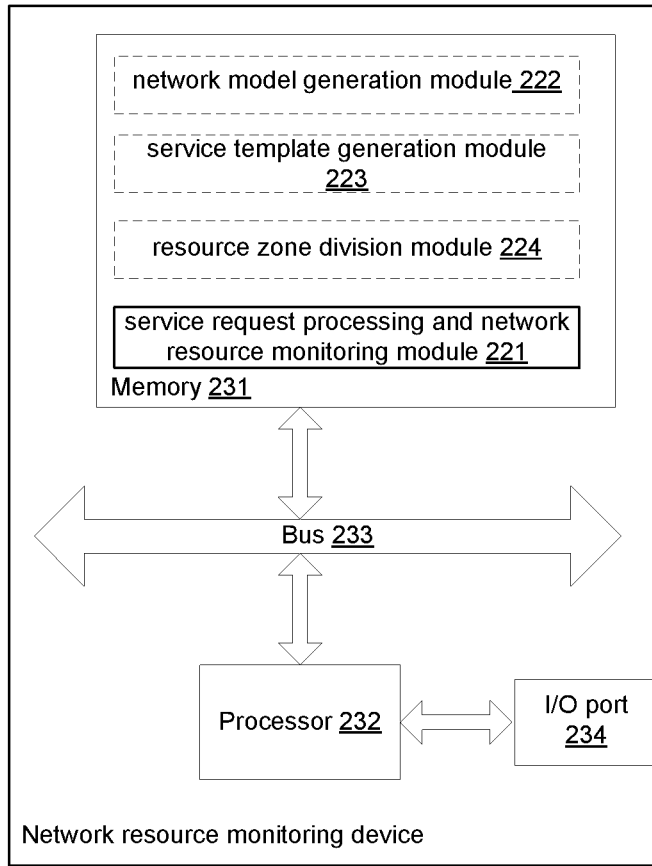 network model generation module 222
service template generation module
223
resource zone division module 224
service request processing and network
resource monitoring module 221
Memory 231
Bus 233
Processor 232
I/O port
234
Network resource monitoring device